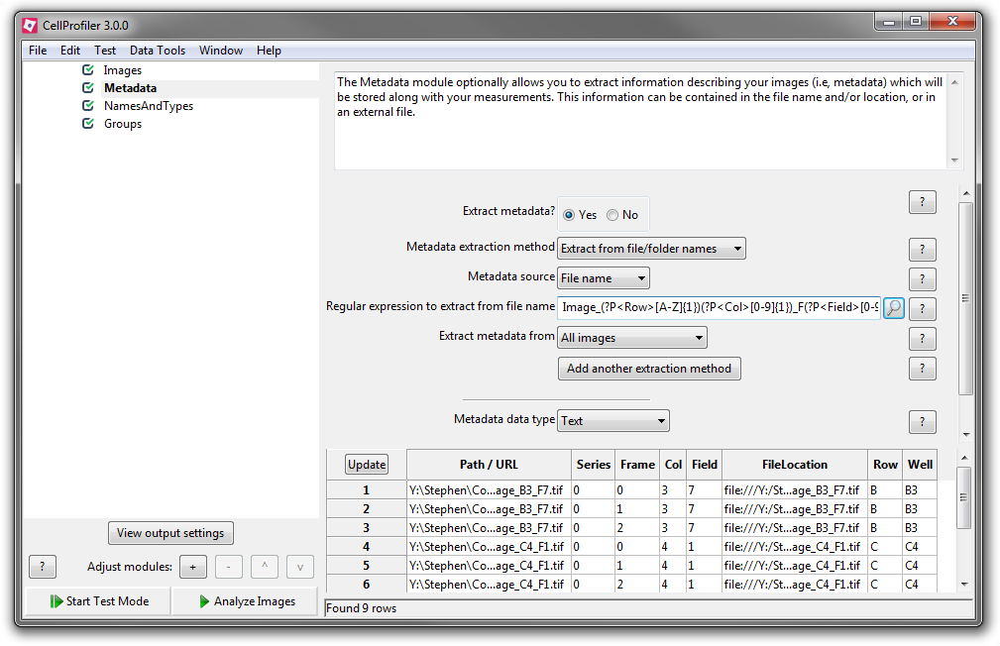 CellProfiler 3.0.0
File Edit Test Data Tools Window Help
Images
Metadata
NamesAndTypes
Groups
The Metadata module optionally allows you to extract information describing your images (i.e, metadata) which will
be stored along with your measurements. This information can be contained in the file name and/or location, or in
an external file.
Extract metadata? Yes No ?
Metadata extraction method Extract from file/folder names ?
Metadata source File name ?
Regular expression to extract from file name Image_(?P<Row>[A-Z]{1})(?P<Col>[0-9]{1})_F(?P<Field>[0-9 ?
Extract metadata from All images ?
Add another extraction method ?
Metadata data type Text ?
Update Path / URL Series Frame Col Field FileLocation Row Well
1 Y:\Stephen\Co...age_B3_F7.tif 0 0 3 7 file:///Y:/St...age_B3_F7.tif B B3
2 Y:\Stephen\Co...age_B3_F7.tif 0 1 3 7 file:///Y:/St...age_B3_F7.tif B B3
3 Y:\Stephen\Co...age_B3_F7.tif 0 2 3 7 file:///Y:/St...age_B3_F7.tif B B3
4 Y:\Stephen\Co...age_C4_F1.tif 0 0 4 1 file:///Y:/St...age_C4_F1.tif C C4
5 Y:\Stephen\Co...age_C4_F1.tif 0 1 4 1 file:///Y:/St...age_C4_F1.tif C C4
6 Y:\Stephen\Co...age_C4_F1.tif 0 2 4 1 file:///Y:/St...age_C4_F1.tif C C4
Found 9 rows
View output settings
? Adjust modules: + - ^ v
Start Test Mode Analyze Images